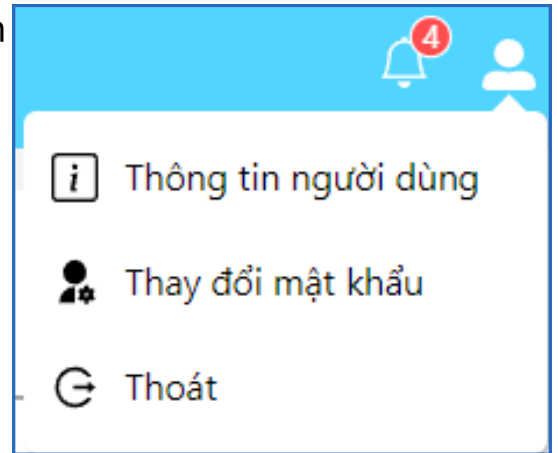 n
4
i
Thông tin người dùng
Thay đổi mật khẩu
Thoát